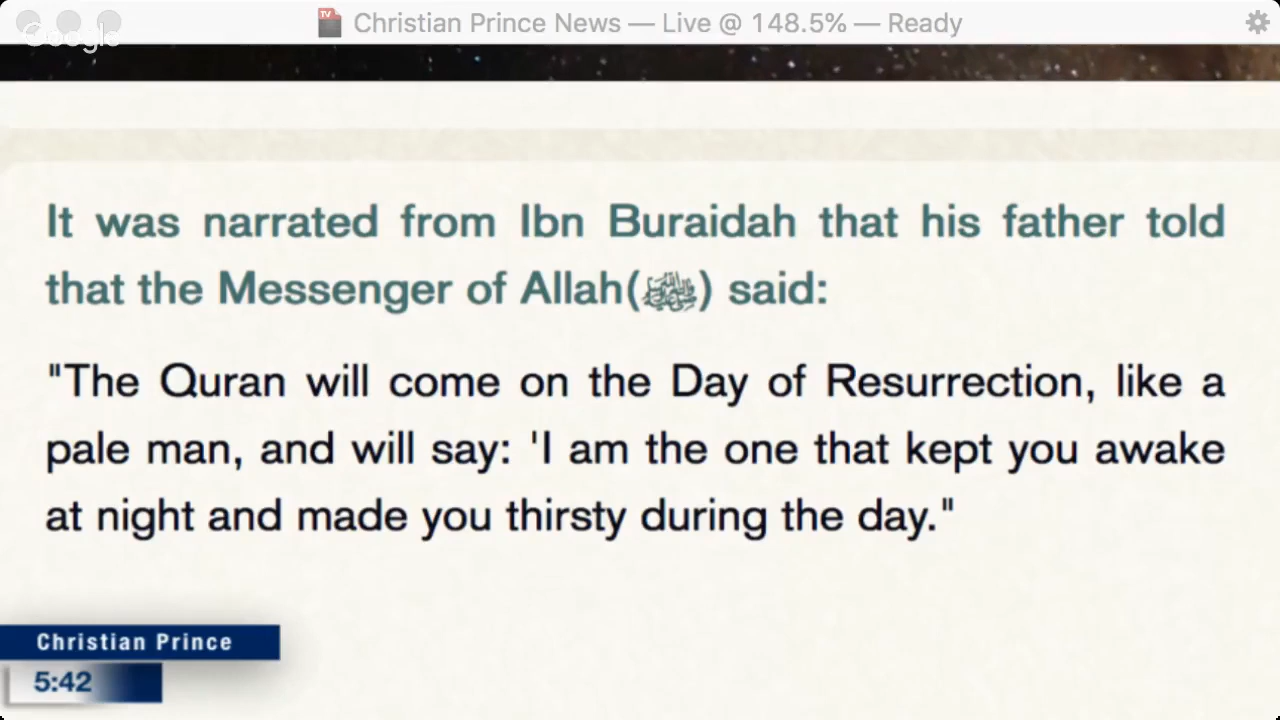 Christian Prince News — Live @ 148.5% — Ready
Google
It was narrated from Ibn Buraidah that his father told
that the Messenger of Allah(ﷺ) said:
"The Quran will come on the Day of Resurrection, like a
pale man, and will say: 'I am the one that kept you awake
at night and made you thirsty during the day."
Christian Prince
5:42